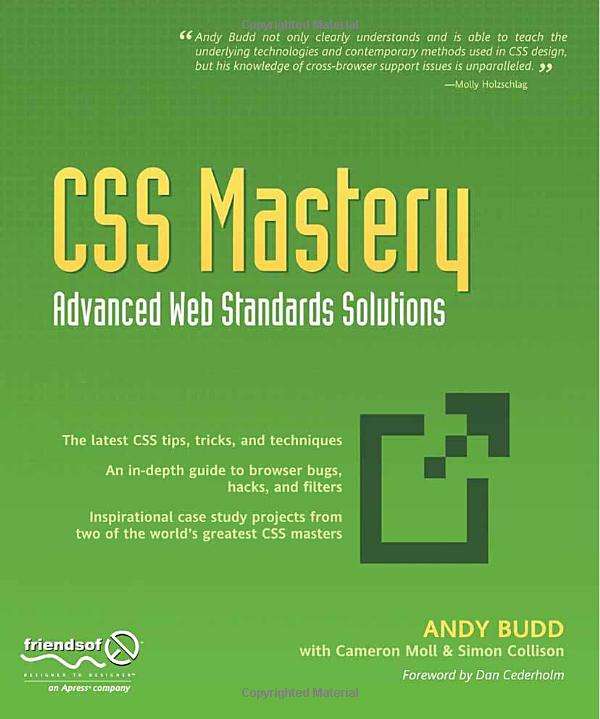 Copyrighted Material
“Andy Budd not only clearly understands and is able to teach the
underlying technologies and contemporary methods used in CSS design,
but his knowledge of cross-browser support issues is unparalleled.”
—Molly Holzschlag
CSS Mastery
Advanced Web Standards Solutions
The latest CSS tips, tricks, and techniques
An in-depth guide to browser bugs,
hacks, and filters
Inspirational case study projects from
two of the world's greatest CSS masters
ANDY BUDD
with Cameron Moll & Simon Collison
Foreword by Dan Cederholm
friendsof
DESIGNER TO DESIGNER™
an Apress® company
Copyrighted Material